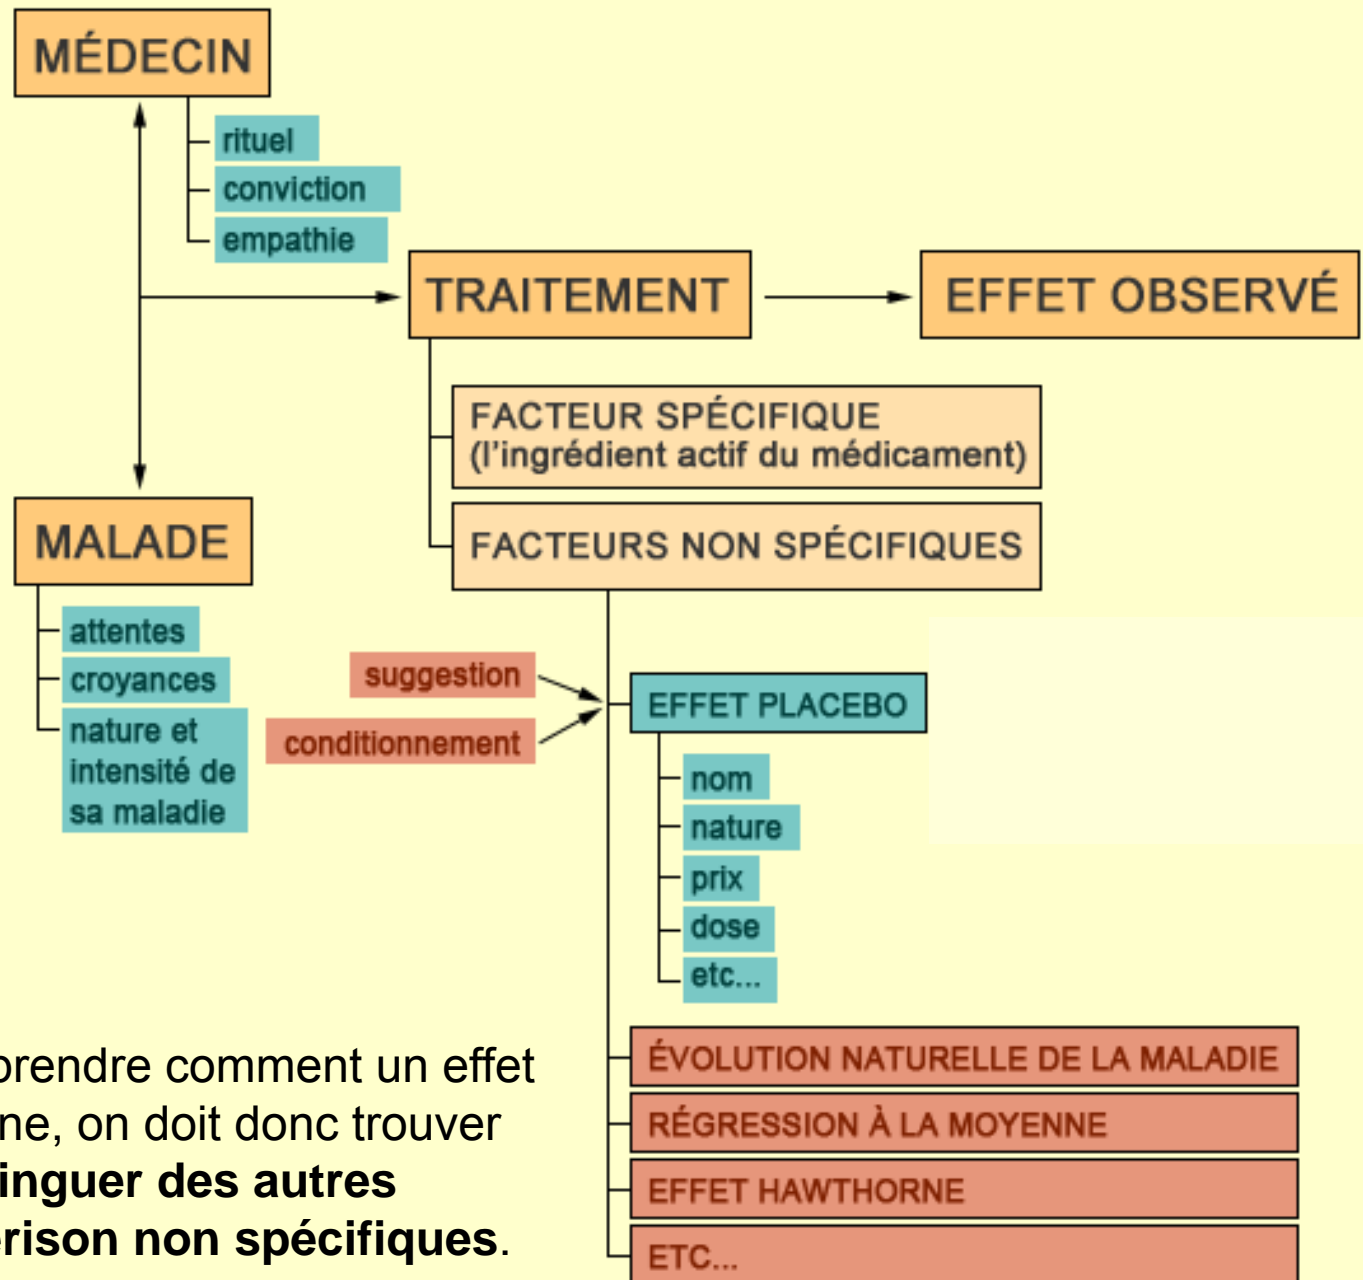 MÉDECIN
rituel
conviction
empathie
TRAITEMENT
EFFET OBSERVÉ
FACTEUR SPÉCIFIQUE
(l'ingrédient actif du médicament)
FACTEURS NON SPÉCIFIQUES
MALADE
attentes
croyances
nature et
intensité de
sa maladie
suggestion
conditionnement
EFFET PLACEBO
nom
nature
prix
dose
etc...
ÉVOLUTION NATURELLE DE LA MALADIE
RÉGRESSION À LA MOYENNE
EFFET HAWTHORNE
ETC...
prendre comment un effet
ne, on doit donc trouver
inguer des autres
érison non spécifiques.